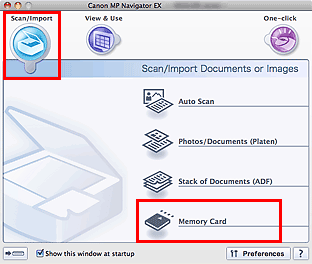 Canon MP Navigator EX
Scan/Import
View & Use
One-click
Scan/Import Documents or Images
Auto Scan
Photos/Documents (Platen)
Stack of Documents (ADF)
Memory Card
Show this window at startup
Preferences
?